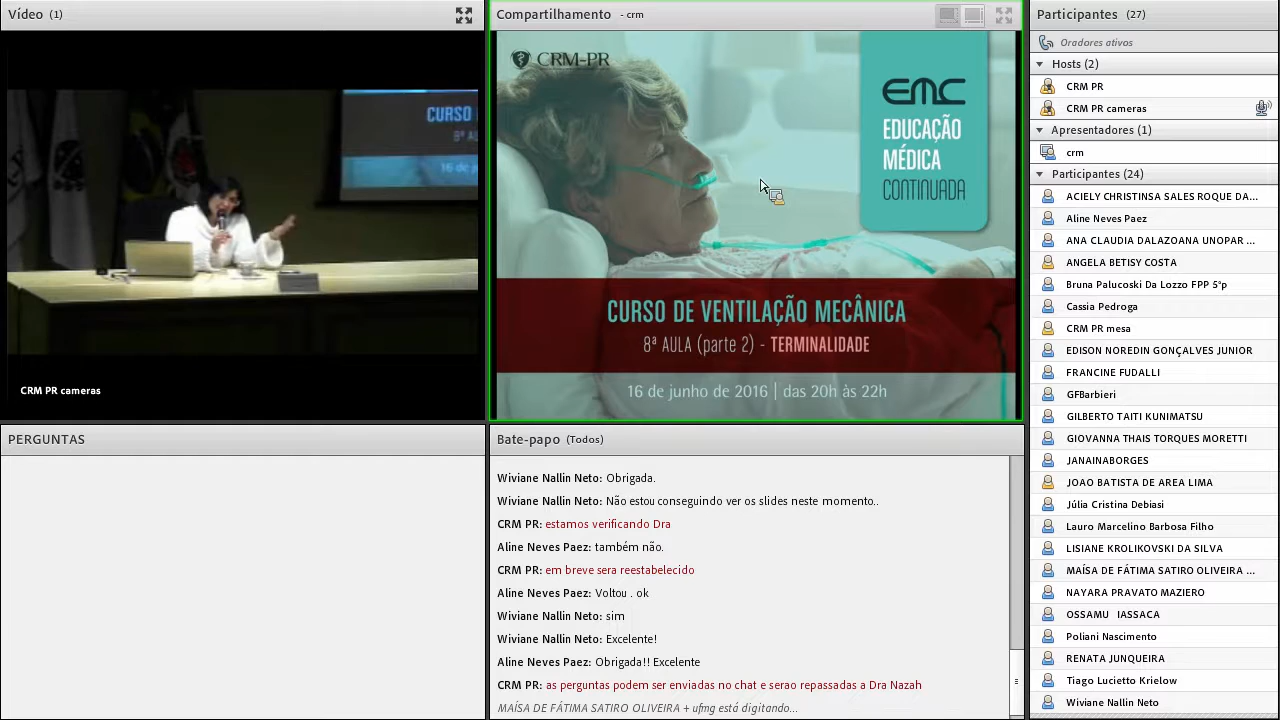 Vídeo (1)
CURSO
8ª AU
16 de jun
CRM PR cameras
Compartilhamento - crm
CRM-PR
EMC
EDUCAÇÃO
MÉDICA
CONTINUADA
CURSO DE VENTILAÇÃO MECÂNICA
8ª AULA (parte 2) - TERMINALIDADE
16 de junho de 2016 | das 20h às 22h
PERGUNTAS
Bate-papo (Todos)
Wiviane Nallin Neto: Obrigada.
Wiviane Nallin Neto: Não estou conseguindo ver os slides neste momento..
CRM PR: estamos verificando Dra
Aline Neves Paez: também não.
CRM PR: em breve sera reestabelecido
Aline Neves Paez: Voltou . ok
Wiviane Nallin Neto: sim
Wiviane Nallin Neto: Excelente!
Aline Neves Paez: Obrigada!! Excelente
CRM PR: as perguntas podem ser enviadas no chat e serao repassadas a Dra Nazah
MAÍSA DE FÁTIMA SATIRO OLIVEIRA + ufmg está digitando...
Participantes (27)
Oradores ativos
Hosts (2)
CRM PR
CRM PR cameras
Apresentadores (1)
crm
Participantes (24)
ACIELY CHRISTINSA SALES ROQUE DA...
Aline Neves Paez
ANA CLAUDIA DALAZOANA UNOPAR ...
ANGELA BETISY COSTA
Bruna Palucoski Da Lozzo FPP 5ºp
Cassia Pedroga
CRM PR mesa
EDISON NOREDIN GONÇALVES JUNIOR
FRANCINE FUDALLI
GFBarbieri
GILBERTO TAITI KUNIMATSU
GIOVANNA THAIS TORQUES MORETTI
JANAINABORGES
JOAO BATISTA DE AREA LIMA
Júlia Cristina Debiasi
Lauro Marcelino Barbosa Filho
LISIANE KROLIKOVSKI DA SILVA
MAÍSA DE FÁTIMA SATIRO OLIVEIRA ...
NAYARA PRAVATO MAZIERO
OSSAMU IASSACA
Poliani Nascimento
RENATA JUNQUEIRA
Tiago Lucietto Krielow
Wiviane Nallin Neto